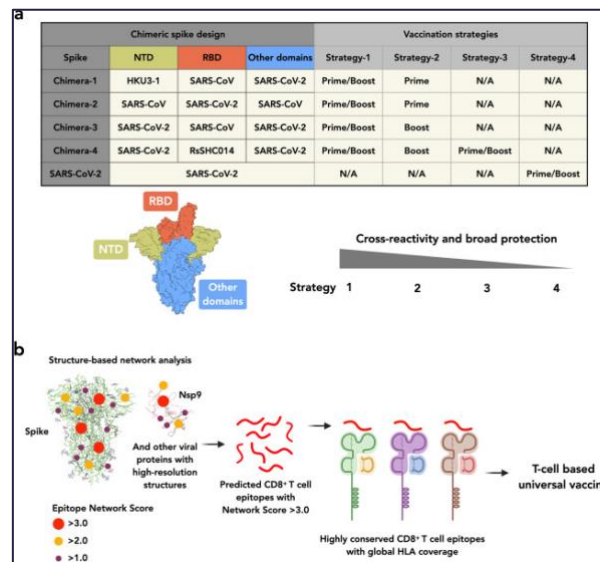 a
Chimeric spike design Vaccination strategies
Spike NTD RBD Other domains Strategy-1 Strategy-2 Strategy-3 Strategy-4
Chimera-1 HKU3-1 SARS-CoV SARS-CoV-2 Prime/Boost Prime N/A N/A
Chimera-2 SARS-CoV SARS-CoV-2 SARS-CoV Prime/Boost Prime N/A N/A
Chimera-3 SARS-CoV-2 SARS-CoV SARS-CoV-2 Prime/Boost Boost N/A N/A
Chimera-4 SARS-CoV-2 RsSHC014 SARS-CoV-2 Prime/Boost Boost Prime/Boost N/A
SARS-CoV-2 SARS-CoV-2 N/A N/A N/A Prime/Boost
RBD
NTD
Other
domains
Cross-reactivity and broad protection
Strategy 1 2 3 4
b
Structure-based network analysis
Spike
Nsp9
And other viral
proteins with
high-resolution
structures
Epitope Network Score
>3.0
>2.0
>1.0
Predicted CD8⁺ T cell
epitopes with
Network Score >3.0
Highly conserved CD8⁺ T cell epitopes
with global HLA coverage
T-cell based
universal vaccin